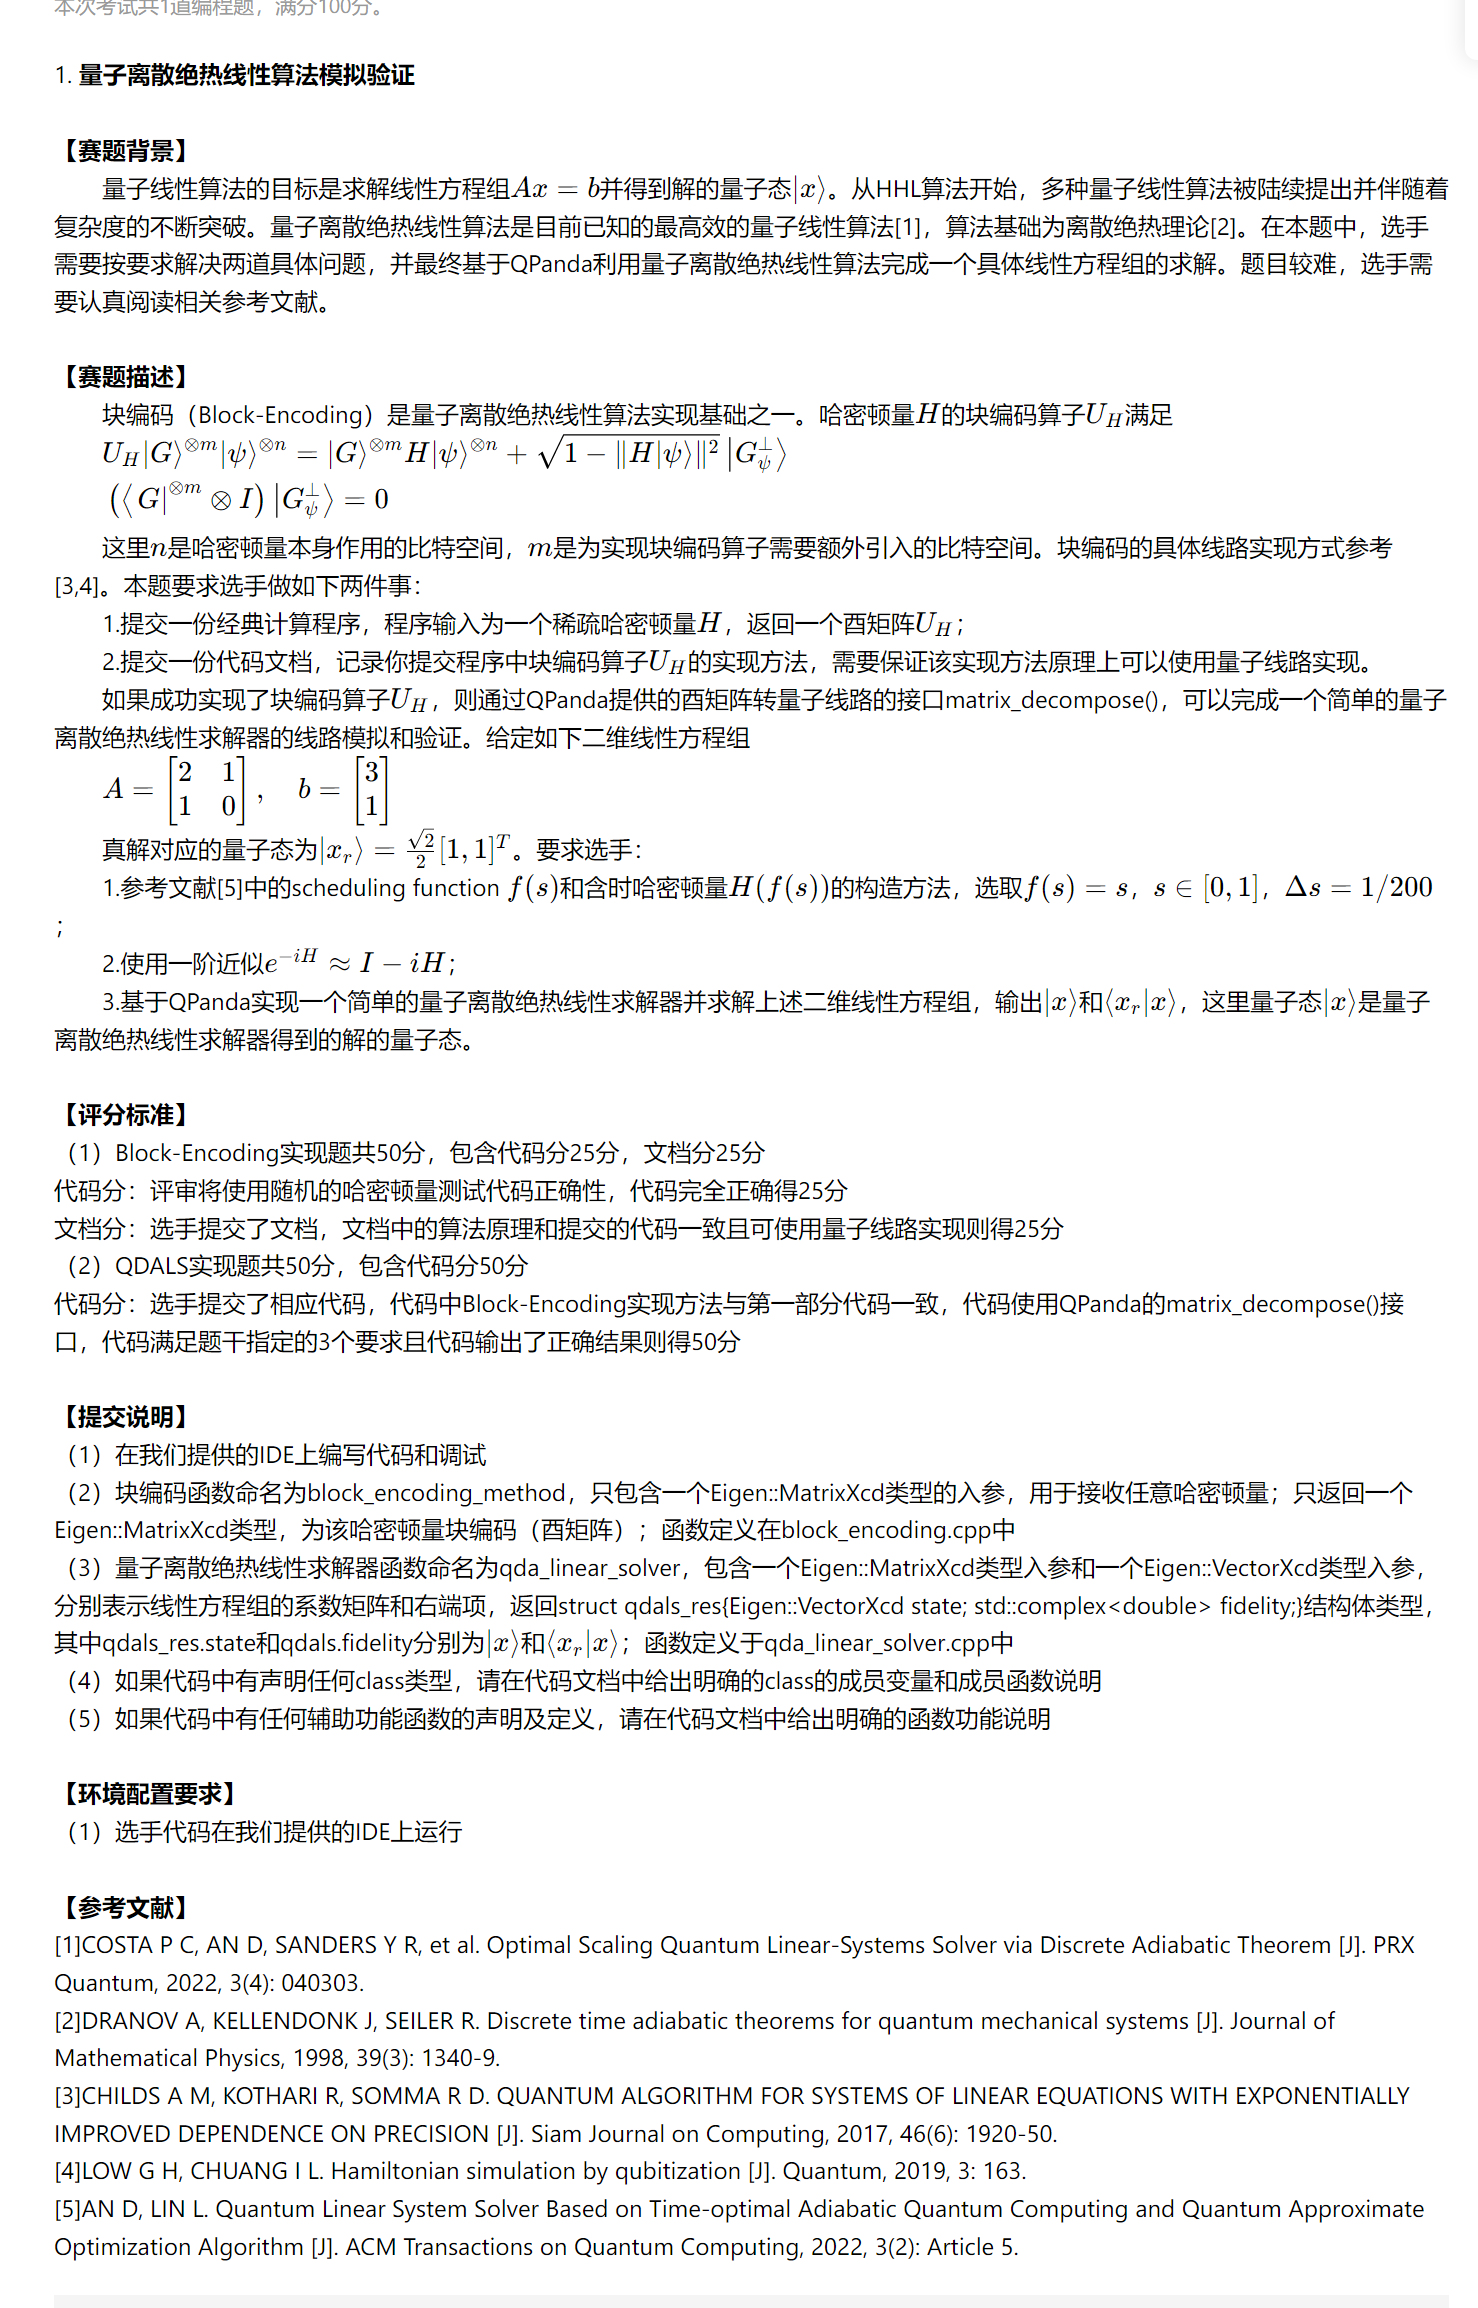 本次考试共1道编程题，满分100分。
1. 量子离散绝热线性算法模拟验证
【赛题背景】
量子线性算法的目标是求解线性方程组Ax = b并得到解的量子态|x⟩。从HHL算法开始，多种量子线性算法被陆续提出并伴随着
复杂度的不断突破。量子离散绝热线性算法是目前已知的最高效的量子线性算法[1]，算法基础为离散绝热理论[2]。在本题中，选手
需要按要求解决两道具体问题，并最终基于QPanda利用量子离散绝热线性算法完成一个具体线性方程组的求解。题目较难，选手需
要认真阅读相关参考文献。
【赛题描述】
块编码（Block-Encoding）是量子离散绝热线性算法实现基础之一。哈密顿量H的块编码算子U_H满足
U_H|G⟩^{⊗m}|ψ⟩^{⊗n} = |G⟩^{⊗m}H|ψ⟩^{⊗n} + √(1 − ‖H|ψ⟩‖²) |G_ψ^⊥⟩
(⟨G|^{⊗m} ⊗ I) |G_ψ^⊥⟩ = 0
这里n是哈密顿量本身作用的比特空间，m是为实现块编码算子需要额外引入的比特空间。块编码的具体线路实现方式参考
[3,4]。本题要求选手做如下两件事：
1.提交一份经典计算程序，程序输入为一个稀疏哈密顿量H，返回一个酉矩阵U_H；
2.提交一份代码文档，记录你提交程序中块编码算子U_H的实现方法，需要保证该实现方法原理上可以使用量子线路实现。
如果成功实现了块编码算子U_H，则通过QPanda提供的酉矩阵转量子线路的接口matrix_decompose()，可以完成一个简单的量子
离散绝热线性求解器的线路模拟和验证。给定如下二维线性方程组
A = [2 1; 1 0], b = [3; 1]
真解对应的量子态为|x_r⟩ = √2/2 [1, 1]^T。要求选手：
1.参考文献[5]中的scheduling function f(s)和含时哈密顿量H(f(s))的构造方法，选取f(s) = s，s ∈ [0, 1]，Δs = 1/200
；
2.使用一阶近似e^{−iH} ≈ I − iH；
3.基于QPanda实现一个简单的量子离散绝热线性求解器并求解上述二维线性方程组，输出|x⟩和⟨x_r|x⟩，这里量子态|x⟩是量子
离散绝热线性求解器得到的解的量子态。
【评分标准】
（1）Block-Encoding实现题共50分，包含代码分25分，文档分25分
代码分：评审将使用随机的哈密顿量测试代码正确性，代码完全正确得25分
文档分：选手提交了文档，文档中的算法原理和提交的代码一致且可使用量子线路实现则得25分
（2）QDALS实现题共50分，包含代码分50分
代码分：选手提交了相应代码，代码中Block-Encoding实现方法与第一部分代码一致，代码使用QPanda的matrix_decompose()接
口，代码满足题干指定的3个要求且代码输出了正确结果则得50分
【提交说明】
（1）在我们提供的IDE上编写代码和调试
（2）块编码函数命名为block_encoding_method，只包含一个Eigen::MatrixXcd类型的入参，用于接收任意哈密顿量；只返回一个
Eigen::MatrixXcd类型，为该哈密顿量块编码（酉矩阵）；函数定义在block_encoding.cpp中
（3）量子离散绝热线性求解器函数命名为qda_linear_solver，包含一个Eigen::MatrixXcd类型入参和一个Eigen::VectorXcd类型入参，
分别表示线性方程组的系数矩阵和右端项，返回struct qdals_res{Eigen::VectorXcd state; std::complex<double> fidelity;}结构体类型，
其中qdals_res.state和qdals.fidelity分别为|x⟩和⟨x_r|x⟩；函数定义于qda_linear_solver.cpp中
（4）如果代码中有声明任何class类型，请在代码文档中给出明确的class的成员变量和成员函数说明
（5）如果代码中有任何辅助功能函数的声明及定义，请在代码文档中给出明确的函数功能说明
【环境配置要求】
（1）选手代码在我们提供的IDE上运行
【参考文献】
[1]COSTA P C, AN D, SANDERS Y R, et al. Optimal Scaling Quantum Linear-Systems Solver via Discrete Adiabatic Theorem [J]. PRX
Quantum, 2022, 3(4): 040303.
[2]DRANOV A, KELLENDONK J, SEILER R. Discrete time adiabatic theorems for quantum mechanical systems [J]. Journal of
Mathematical Physics, 1998, 39(3): 1340-9.
[3]CHILDS A M, KOTHARI R, SOMMA R D. QUANTUM ALGORITHM FOR SYSTEMS OF LINEAR EQUATIONS WITH EXPONENTIALLY
IMPROVED DEPENDENCE ON PRECISION [J]. Siam Journal on Computing, 2017, 46(6): 1920-50.
[4]LOW G H, CHUANG I L. Hamiltonian simulation by qubitization [J]. Quantum, 2019, 3: 163.
[5]AN D, LIN L. Quantum Linear System Solver Based on Time-optimal Adiabatic Quantum Computing and Quantum Approximate
Optimization Algorithm [J]. ACM Transactions on Quantum Computing, 2022, 3(2): Article 5.